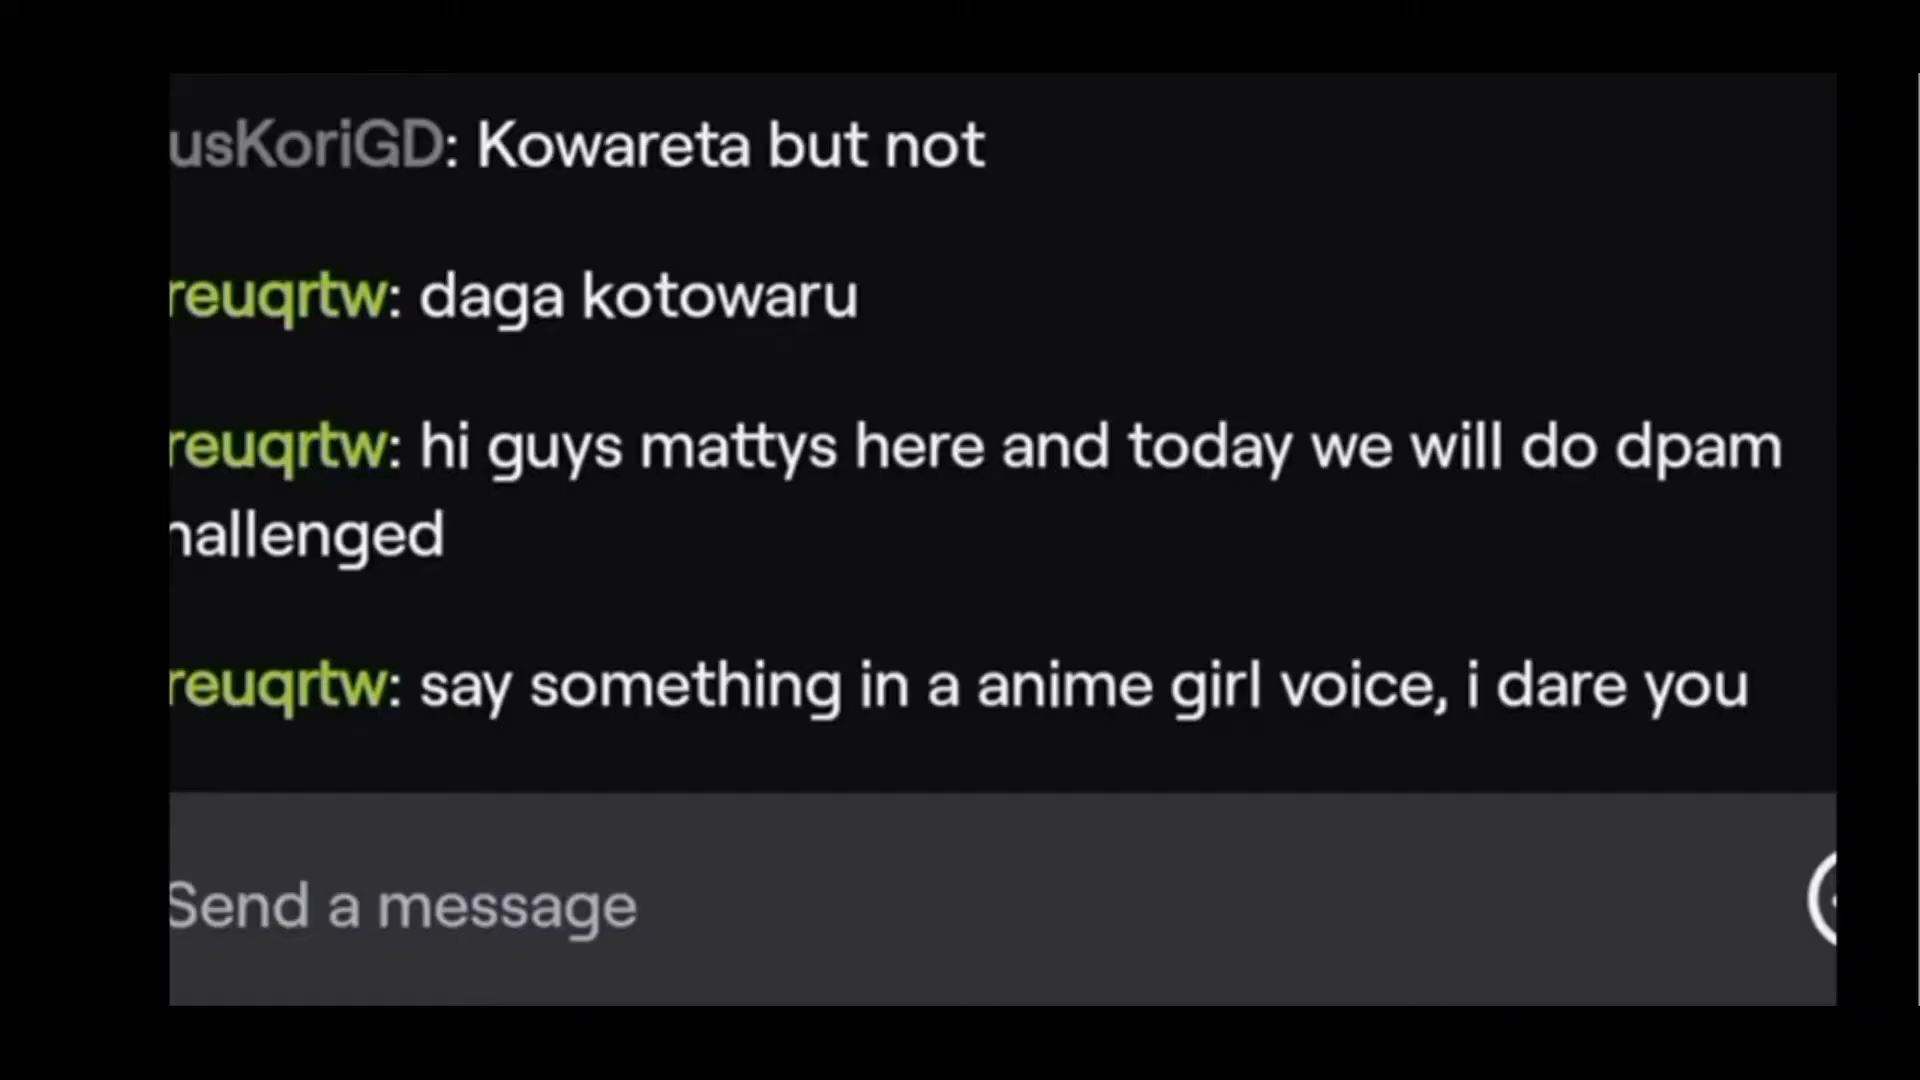 usKoriGD: Kowareta but not
reuqrtw: daga kotowaru
reuqrtw: hi guys mattys here and today we will do dpam
hallenged
reuqrtw: say something in a anime girl voice, i dare you
Send a message